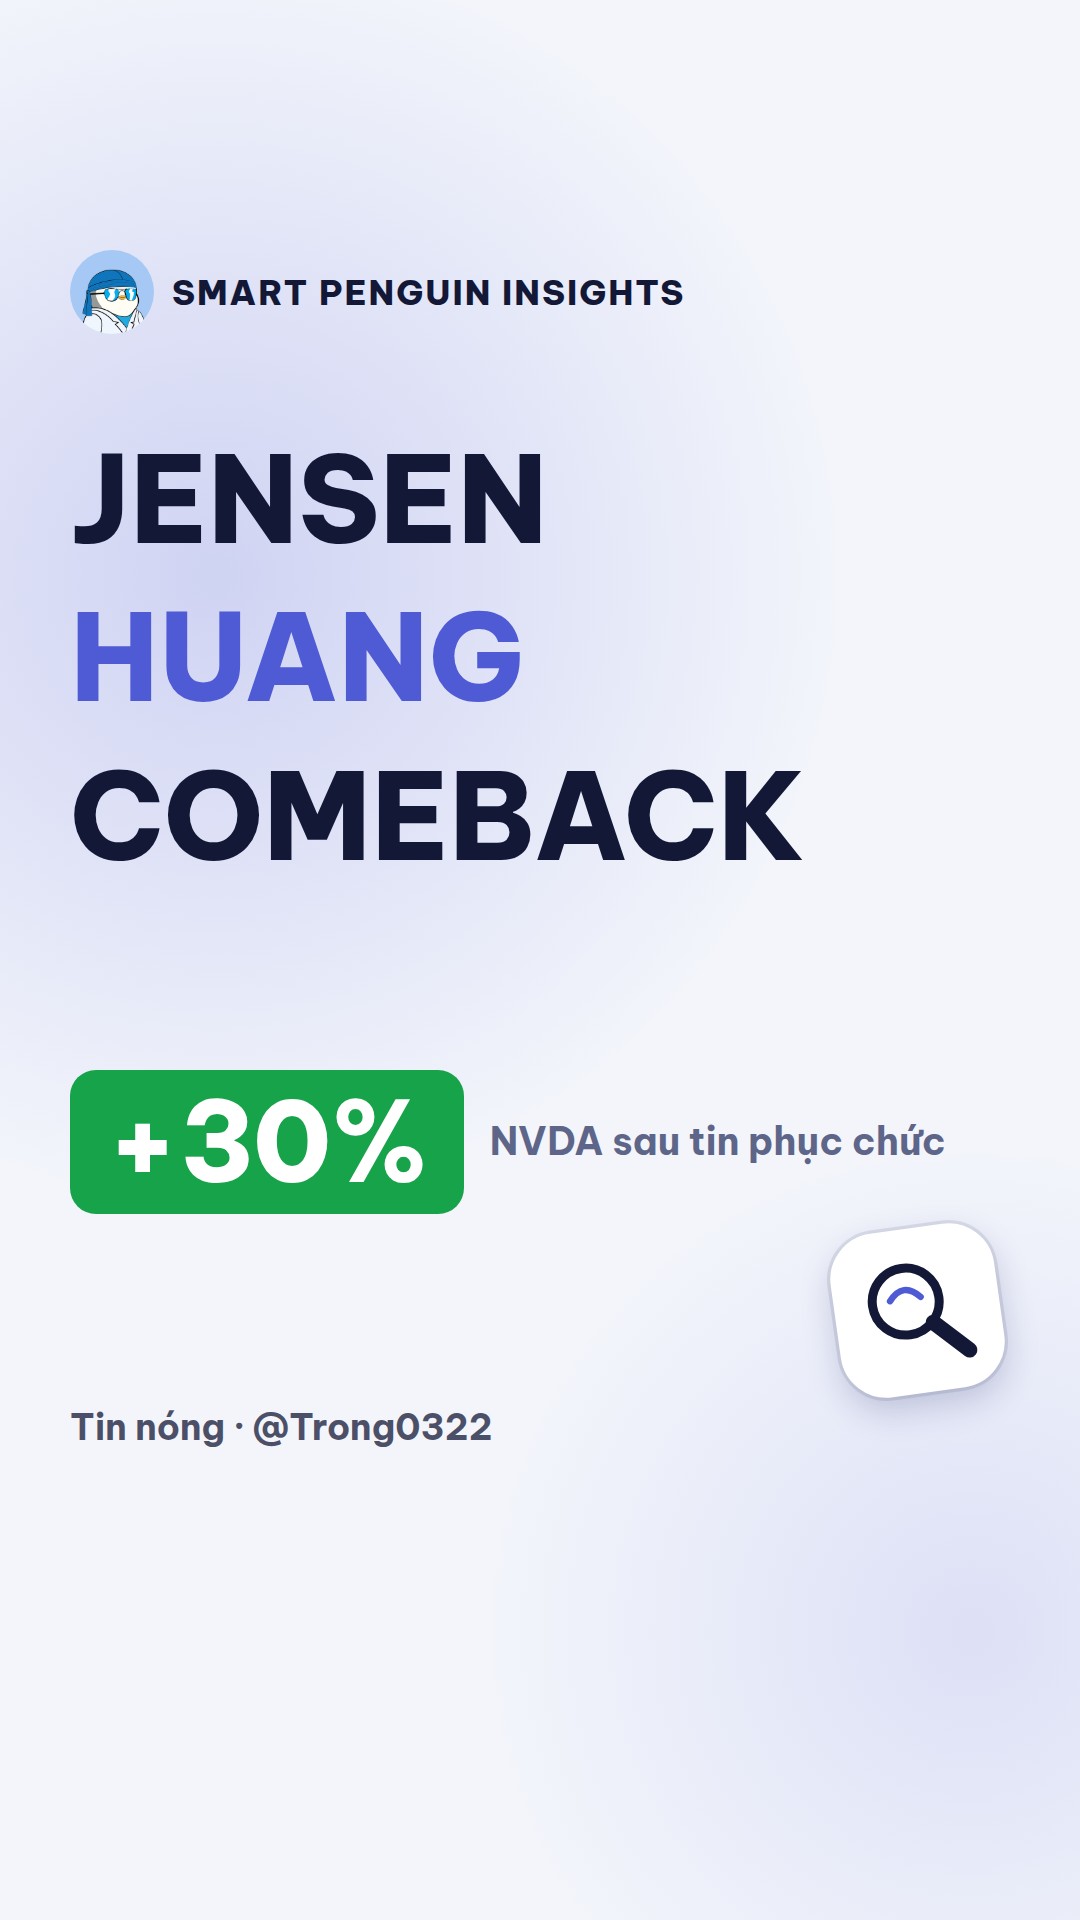 SMART PENGUIN INSIGHTS
JENSEN
HUANG
COMEBACK
+30%
NVDA sau tin phục chức
Tin nóng · @Trong0322